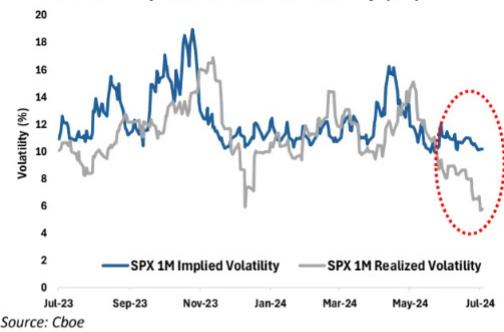 20
18
16
14
12
10
8
6
4
2
0
Volatility (%)
SPX 1M Implied Volatility
SPX 1M Realized Volatility
Jul-23
Sep-23
Nov-23
Jan-24
Mar-24
May-24
Jul-24
Source: Cboe